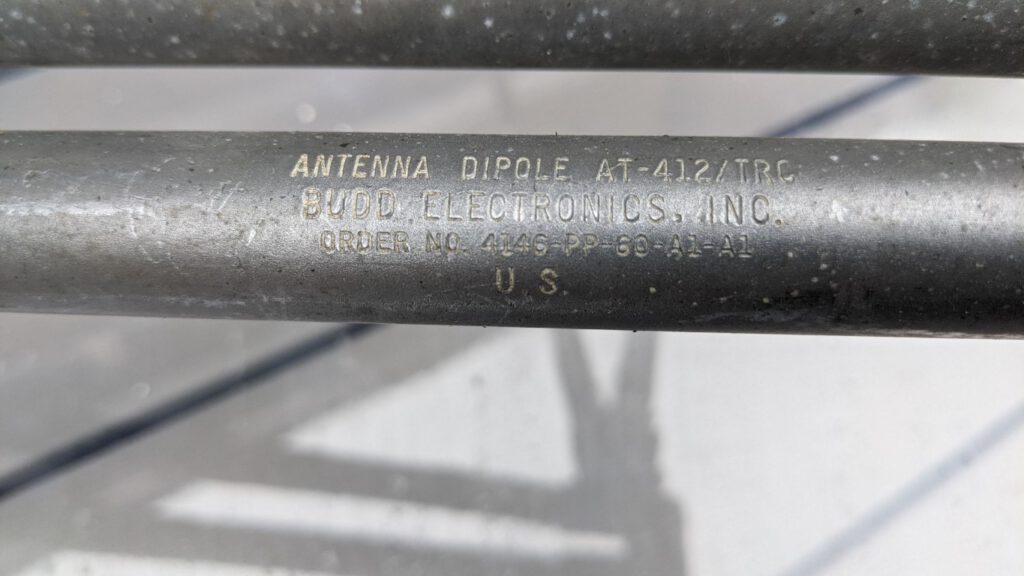 ANTENNA DIPOLE AT-412/TRC
BUDD ELECTRONICS, INC.
ORDER NO. 4146-PP-60-A1-A1
U S